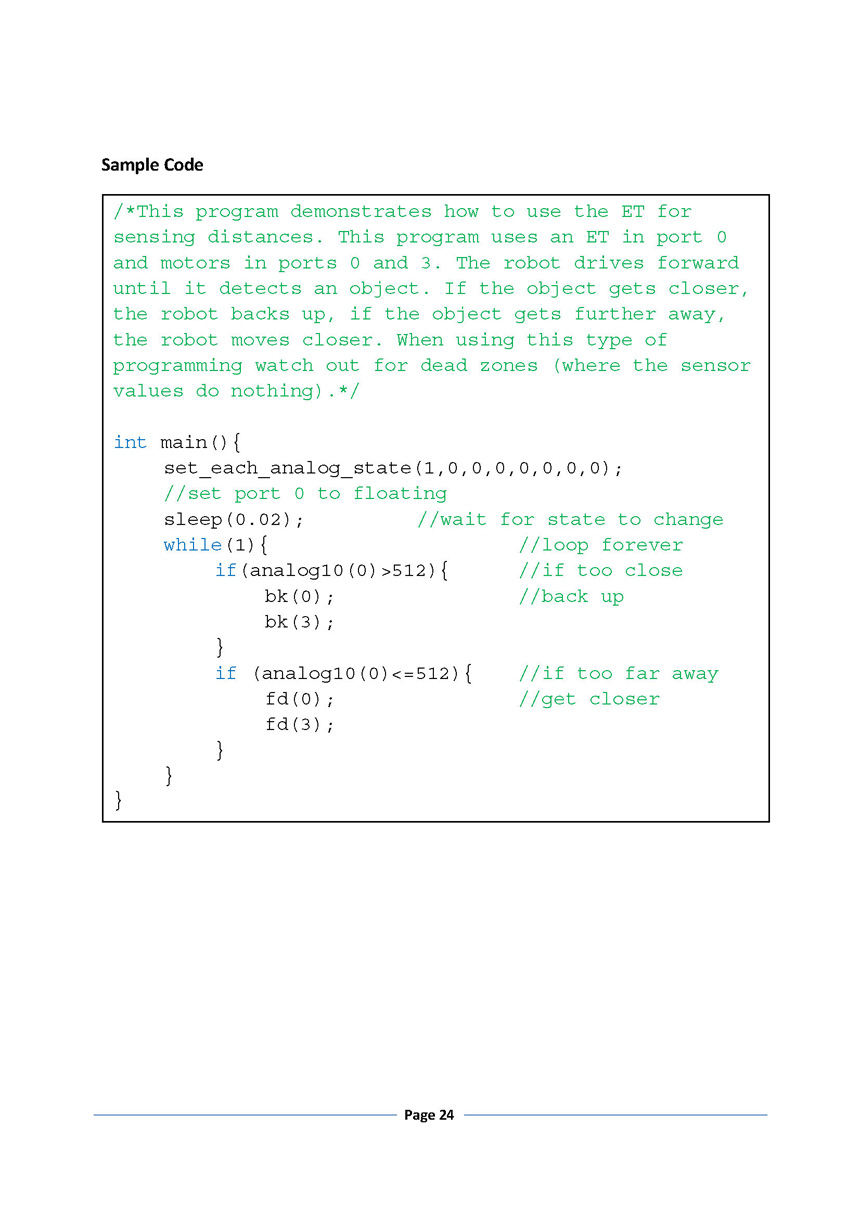 Sample Code
/*This program demonstrates how to use the ET for
sensing distances. This program uses an ET in port 0
and motors in ports 0 and 3. The robot drives forward
until it detects an object. If the object gets closer,
the robot backs up, if the object gets further away,
the robot moves closer. When using this type of
programming watch out for dead zones (where the sensor
values do nothing).*/
int main(){
set_each_analog_state(1,0,0,0,0,0,0,0);
//set port 0 to floating
sleep(0.02); //wait for state to change
while(1){ //loop forever
if(analog10(0)>512){ //if too close
bk(0); //back up
bk(3);
}
if (analog10(0)<=512){ //if too far away
fd(0); //get closer
fd(3);
}
}
}
Page 24